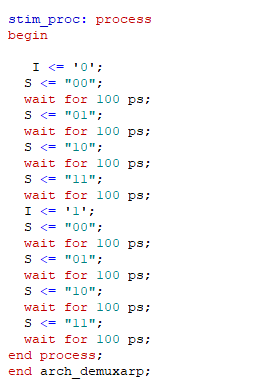 stim_proc: process
begin
I <= '0';
S <= "00";
wait for 100 ps;
S <= "01";
wait for 100 ps;
S <= "10";
wait for 100 ps;
S <= "11";
wait for 100 ps;
I <= '1';
S <= "00";
wait for 100 ps;
S <= "01";
wait for 100 ps;
S <= "10";
wait for 100 ps;
S <= "11";
wait for 100 ps;
end process;
end arch_demuxarp;